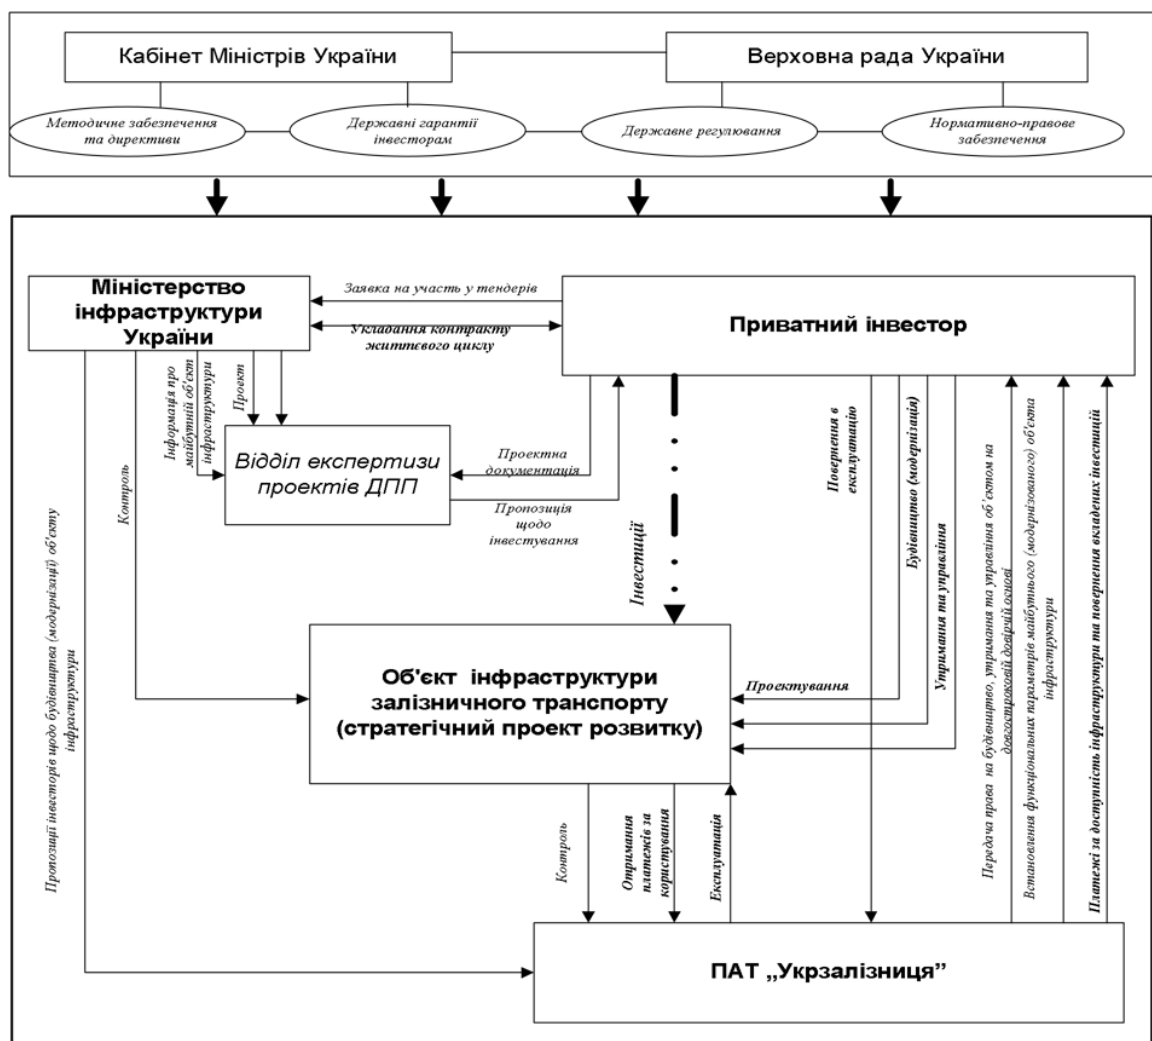 Кабінет Міністрів України
Верховна рада України
Методичне забезпечення
та директиви
Державні гарантії
інвесторам
Державне регулювання
Нормативно-правове
забезпечення
Міністерство
інфраструктури
України
Заявка на участь у тендері
Укладання контракту
життєвого циклу
Приватний інвестор
Інформація про
майбутній об'єкт
інфраструктури
Проект
Відділ експертизи
проектів ДПП
Проектна
документація
Пропозиція
щодо
інвестування
Контроль
Пропозиції інвесторів щодо будівництва (модернізації) об'єкту
інфраструктури
Інвестиції
Повернення в
експлуатацію
Будівництво (модернізація)
Утримання та управління
Проектування
Передача права на будівництво, утримання та управління об'єктом на
довгостроковій довірчій основі
Встановлення функціональних параметрів майбутнього (модернізованого) об'єкта
інфраструктури
Платежі за доступність інфраструктури та повернення вкладених інвестицій
Об'єкт інфраструктури
залізничного транспорту
(стратегічний проект розвитку)
Контроль
Отримання
платежів за
користування
Експлуатація
ПАТ „Укрзалізниця”